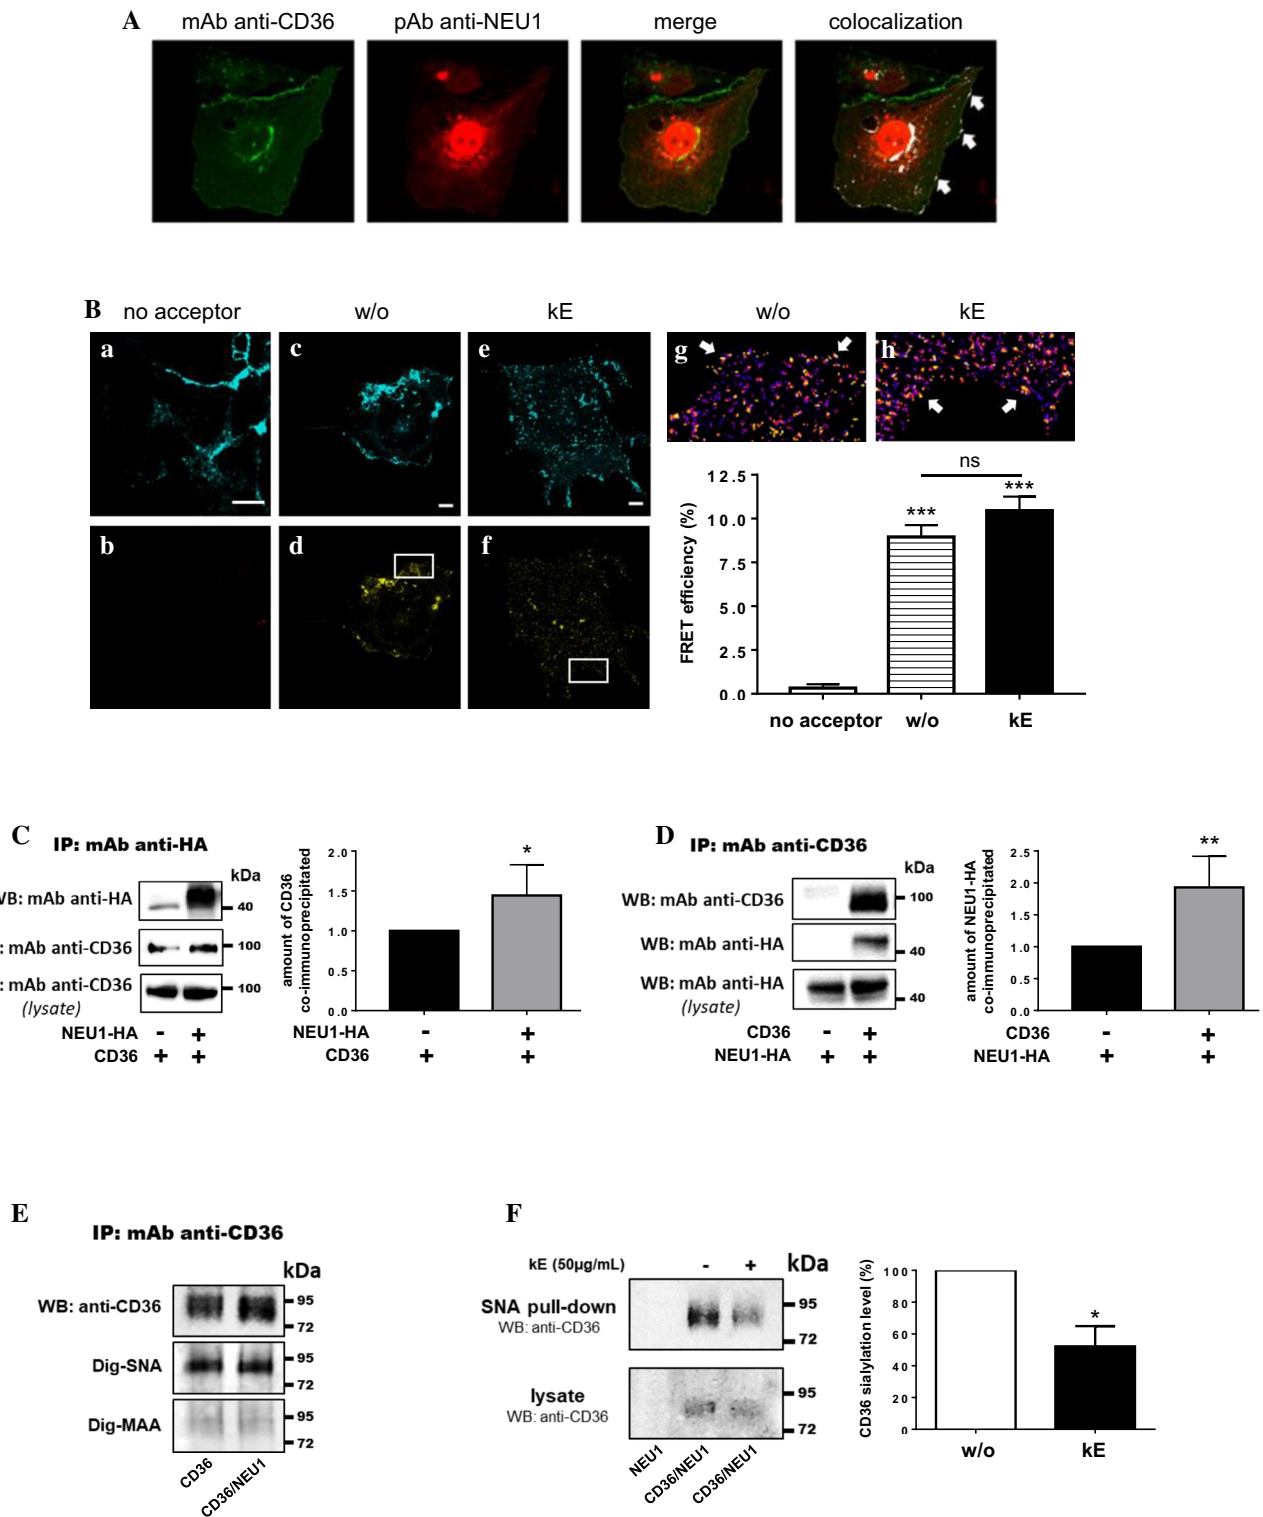 A
mAb anti-CD36
pAb anti-NEU1
merge
colocalization
B
no acceptor
w/o
kE
w/o
kE
a
c
e
g
h
b
d
f
ns
***
***
FRET efficiency (%)
12.5
10.0
7.5
5.0
2.5
0.0
no acceptor
w/o
kE
C
IP: mAb anti-HA
kDa
WB: mAb anti-HA
40
: mAb anti-CD36
100
: mAb anti-CD36
(lysate)
100
NEU1-HA - +
CD36 + +
amount of CD36
co-immunoprecipitated
2.0
1.5
1.0
0.5
0.0
*
NEU1-HA - +
CD36 + +
D
IP: mAb anti-CD36
kDa
WB: mAb anti-CD36
100
WB: mAb anti-HA
40
WB: mAb anti-HA
(lysate)
40
CD36 - +
NEU1-HA + +
amount of NEU1-HA
co-immunoprecipitated
2.5
2.0
1.5
1.0
0.5
0.0
**
CD36 - +
NEU1-HA + +
E
IP: mAb anti-CD36
kDa
WB: anti-CD36
95
72
Dig-SNA
95
72
Dig-MAA
95
72
CD36
CD36/NEU1
F
kE (50µg/mL) - + kDa
SNA pull-down
WB: anti-CD36
95
72
lysate
WB: anti-CD36
95
72
NEU1
CD36/NEU1
CD36/NEU1
CD36 sialylation level (%)
100
80
60
40
20
0
*
w/o
kE